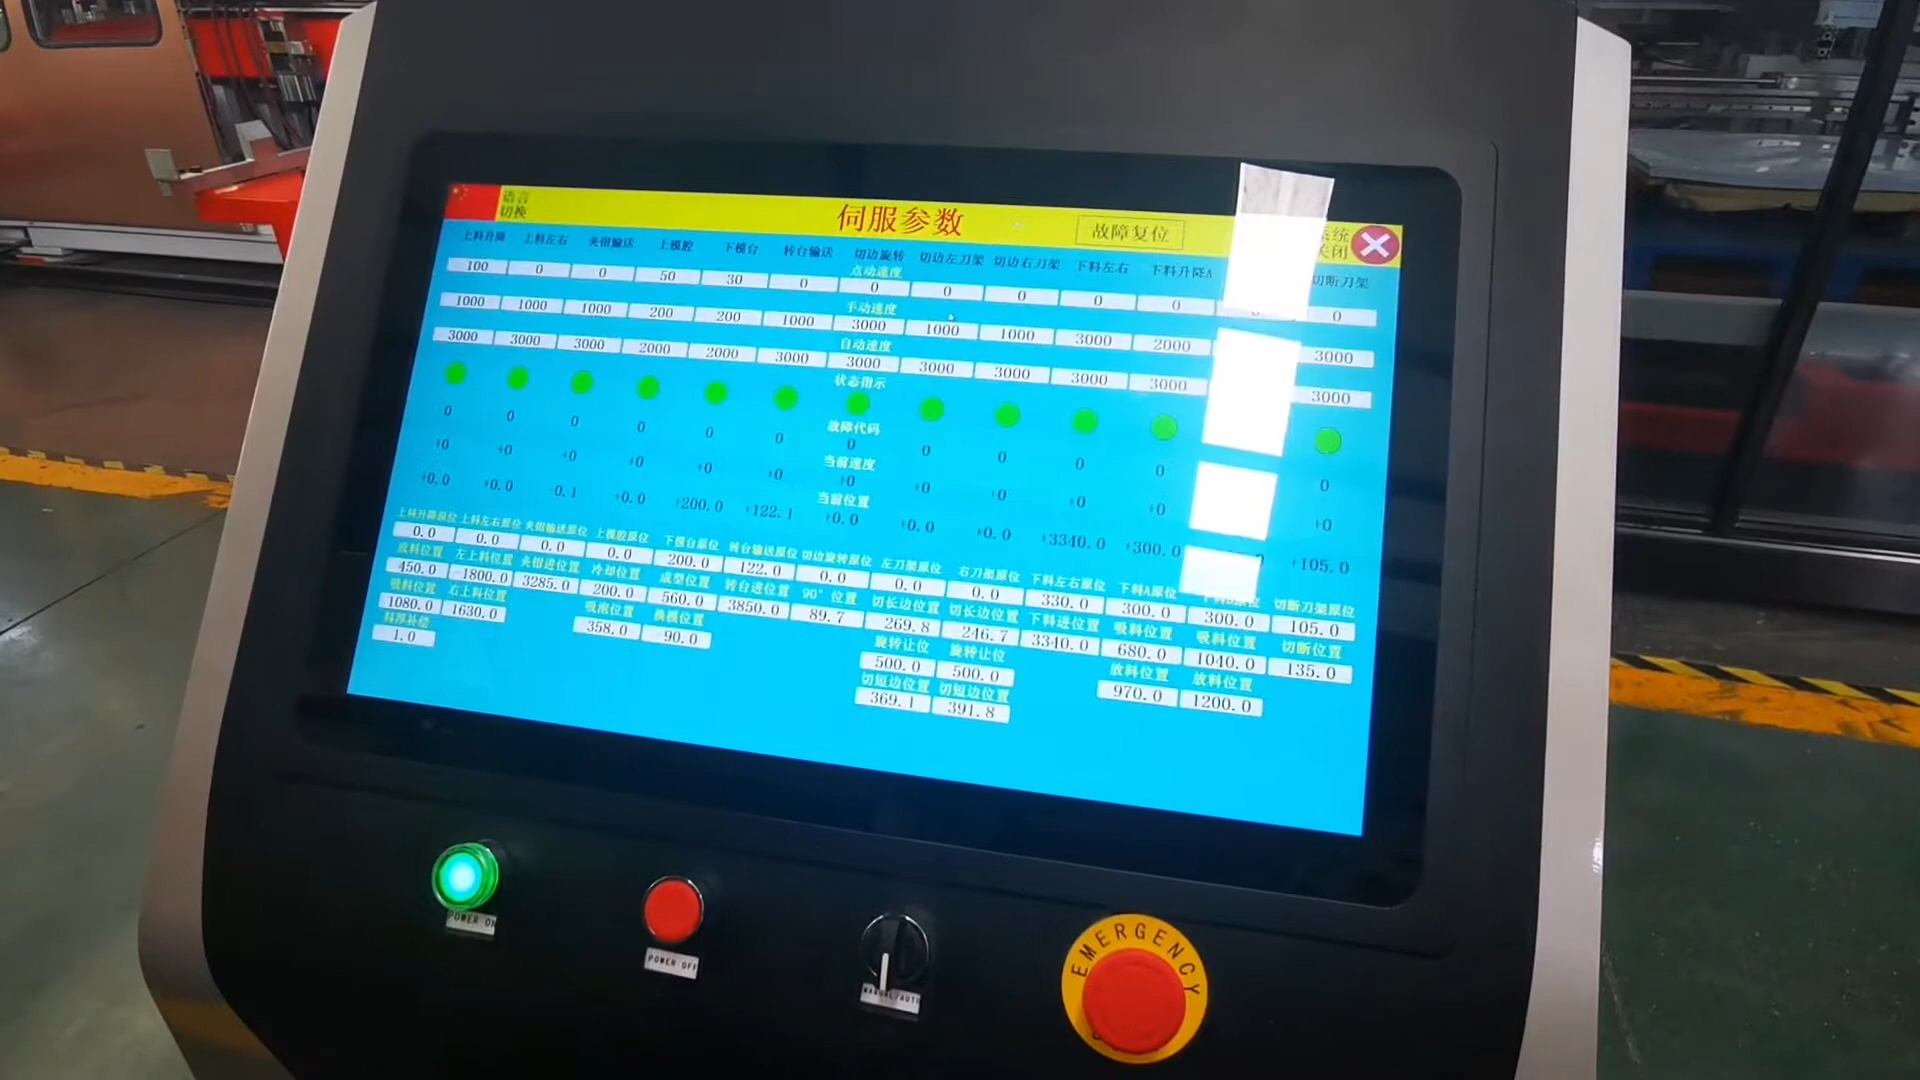 语言
切换
伺服参数
故障复位
系统
关闭
上料升降 上料左右 夹钳输送 上模腔 下模台 转台输送 切边旋转 切边左刀架 切边右刀架 下料左右 下料升降A 切断刀架
点动速度
100 0 0 50 30 0 0 0 0 0 0 0
手动速度
1000 1000 1000 200 200 1000 3000 1000 1000 3000 2000 3000
自动速度
3000 3000 3000 2000 2000 3000 3000 3000 3000 3000 3000 3000
状态指示
故障代码
0 0 0 0 0 0 0 0 0 0 0 0
当前速度
+0 +0 +0 +0 +0 +0 +0 +0 +0 +0 +0 +0
当前位置
+0.0 +0.0 -0.1 +0.0 +200.0 +122.1 +0.0 +0.0 +0.0 +3340.0 +300.0 +105.0
上料升降原位 上料左右原位 夹钳输送原位 上模腔原位 下模台原位 转台输送原位 切边旋转原位 左刀架原位 右刀架原位 下料左右原位 下料A原位 切断刀架原位
0.0 0.0 0.0 0.0 200.0 122.0 0.0 0.0 0.0 330.0 300.0 300.0 105.0
放料位置 左上料位置 夹钳进位置 冷却位置 成型位置 转台进位置 90°位置 切长边位置 切长边位置 下料进位置 吸料位置 吸料位置 切断位置
450.0 -1800.0 3285.0 200.0 560.0 3850.0 89.7 269.8 246.7 3340.0 680.0 1040.0 135.0
吸料位置 右上料位置 吸泡位置 换模位置 旋转让位 旋转让位 放料位置 放料位置
1080.0 1630.0 358.0 90.0 500.0 500.0 970.0 1200.0
切短边位置 切短边位置
1.0 369.1 391.8
POWER ON
POWER OFF
MANUAL/AUTO
EMERGENCY